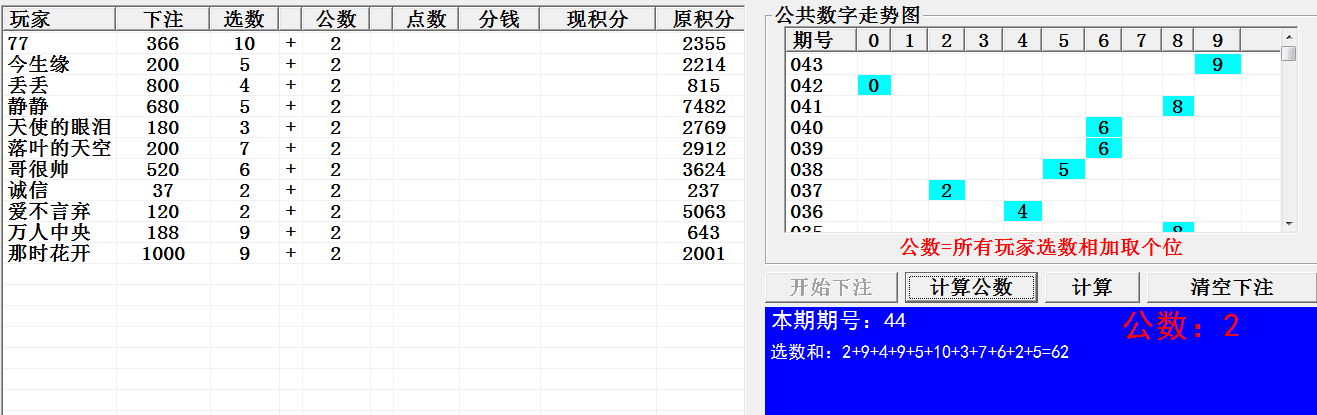 玩家 下注 选数 公数 点数 分钱 现积分 原积分
77 366 10 + 2 2355
今生缘 200 5 + 2 2214
丢丢 800 4 + 2 815
静静 680 5 + 2 7482
天使的眼泪 180 3 + 2 2769
落叶的天空 200 7 + 2 2912
哥很帅 520 6 + 2 3624
诚信 37 2 + 2 237
爱不言弃 120 2 + 2 5063
万人中央 188 9 + 2 643
那时花开 1000 9 + 2 2001
公共数字走势图
期号 0 1 2 3 4 5 6 7 8 9
043 9
042 0
041 8
040 6
039 6
038 5
037 2
036 4
035 8
公数=所有玩家选数相加取个位
开始下注 计算公数 计算 清空下注
本期期号：44 公数：2
选数和：2+9+4+9+5+10+3+7+6+2+5=62